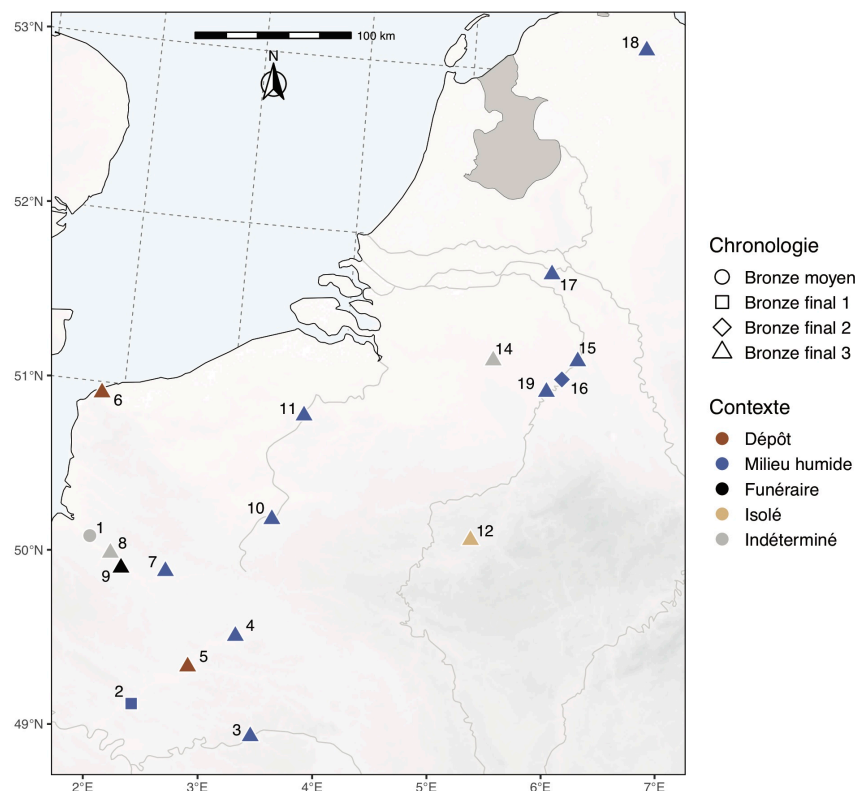 53°N
52°N
51°N
50°N
49°N
2°E
3°E
4°E
5°E
6°E
7°E
100 km
N
18
17
14
15
16
19
6
11
10
12
1
8
9
7
4
5
2
3
Chronologie
Bronze moyen
Bronze final 1
Bronze final 2
Bronze final 3
Contexte
Dépôt
Milieu humide
Funéraire
Isolé
Indéterminé